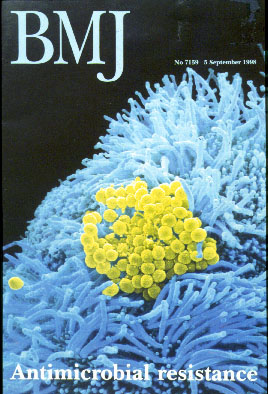 BMJ
No 7159 5 September 1998
Antimicrobial resistance